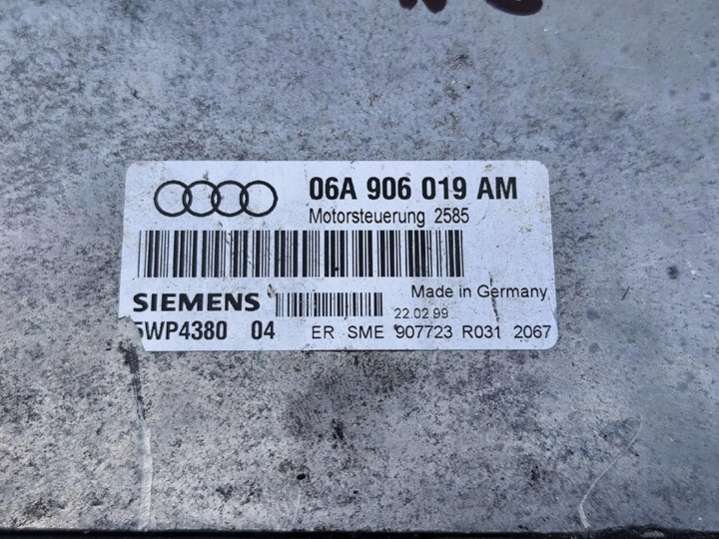 06A 906 019 AM
Motorsteuerung 2585
Made in Germany
SIEMENS
22.02.99
5WP4380 04 ER SME 907723 R031 2067